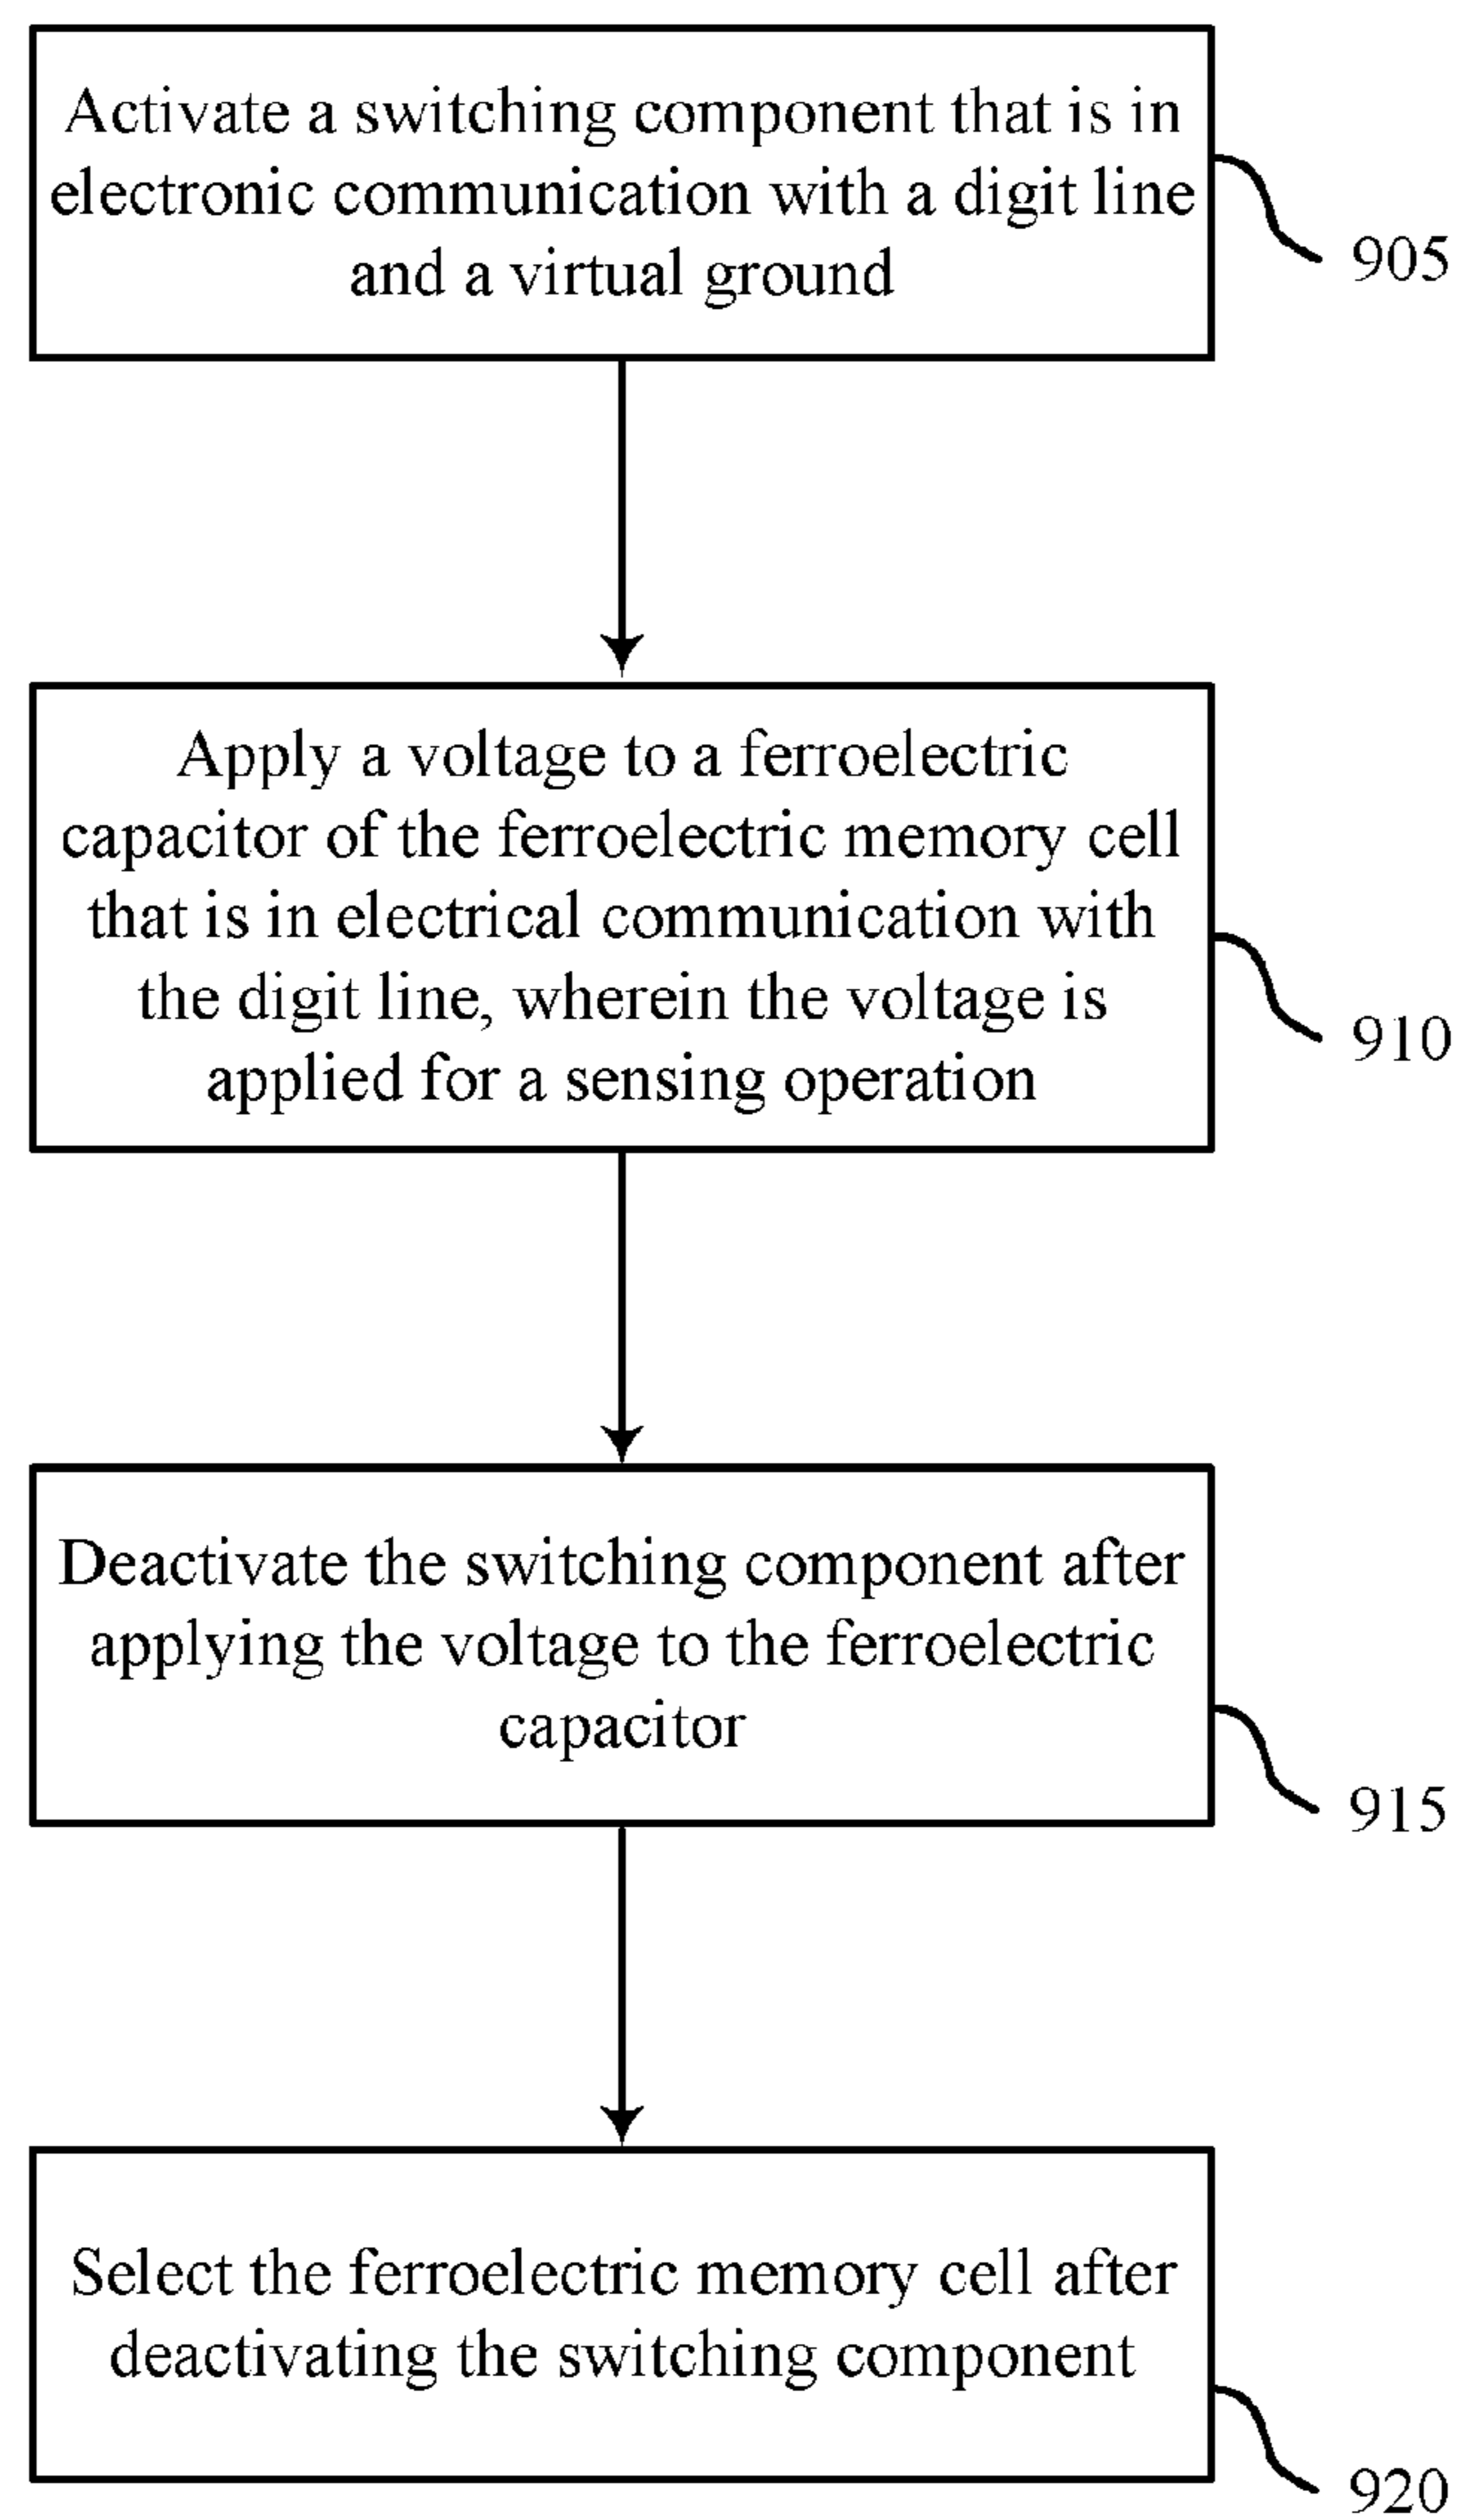 Activate a switching component that is in
electronic communication with a digit line
and a virtual ground
905
Apply a voltage to a ferroelectric
capacitor of the ferroelectric memory cell
that is in electrical communication with
the digit line, wherein the voltage is
applied for a sensing operation
910
Deactivate the switching component after
applying the voltage to the ferroelectric
capacitor
915
Select the ferroelectric memory cell after
deactivating the switching component
920